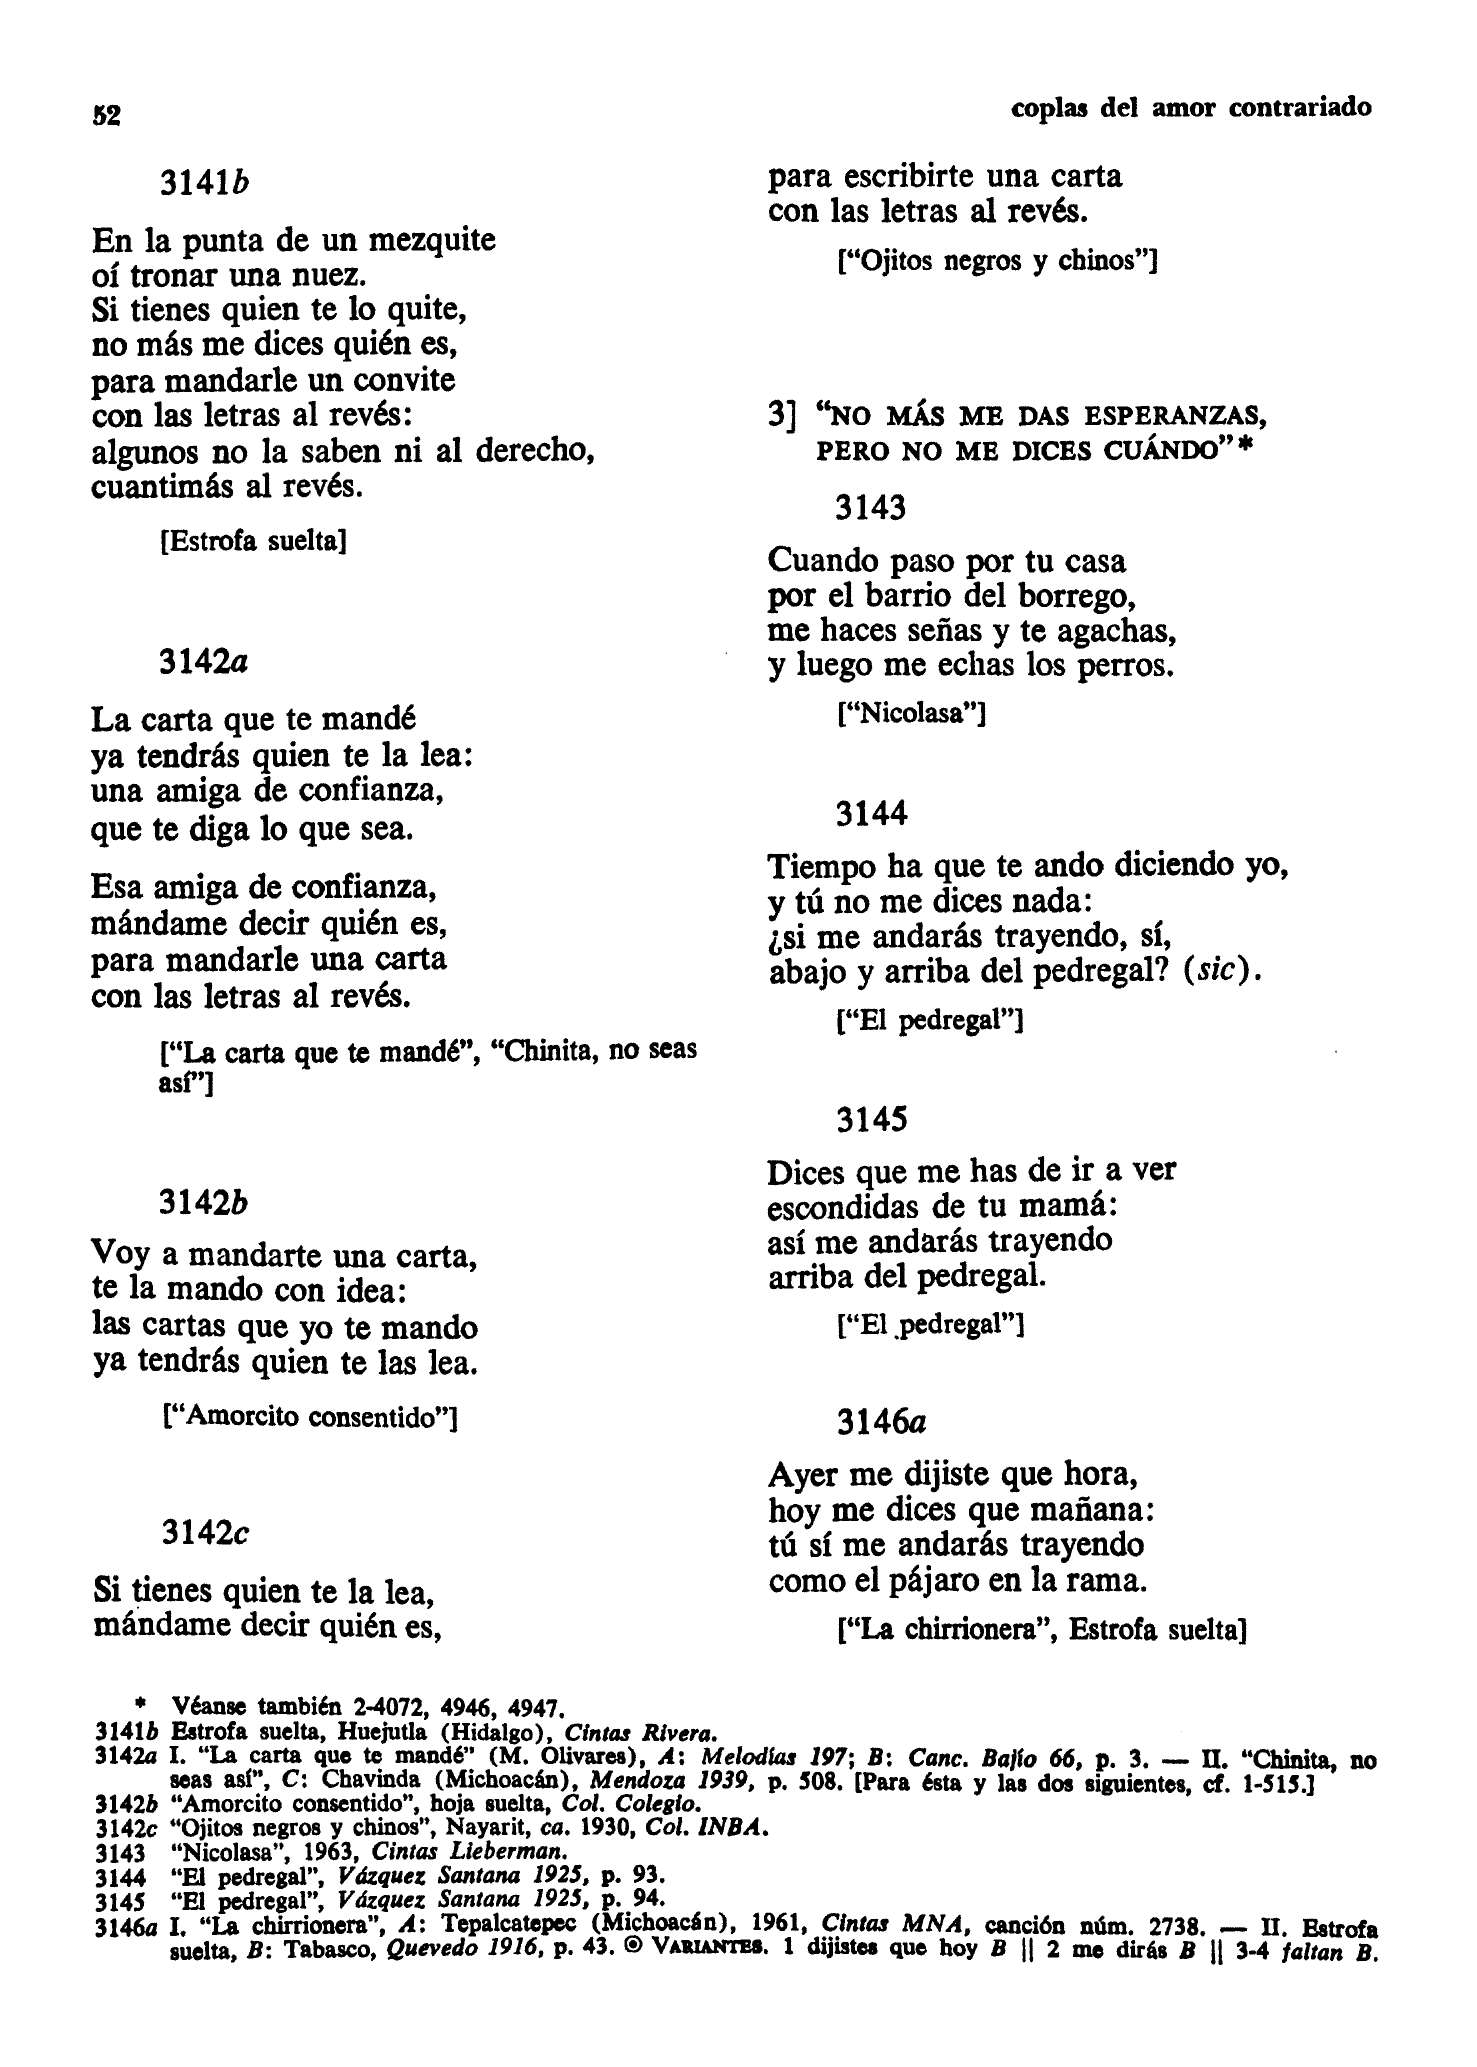 52
coplas del amor contrariado
3141b
En la punta de un mezquite
oí tronar una nuez.
Si tienes quien te lo quite,
no más me dices quién es,
para mandarle un convite
con las letras al revés:
algunos no la saben ni al derecho,
cuantimás al revés.
[Estrofa suelta]
3142a
La carta que te mandé
ya tendrás quien te la lea:
una amiga de confianza,
que te diga lo que sea.
Esa amiga de confianza,
mándame decir quién es,
para mandarle una carta
con las letras al revés.
[“La carta que te mandé”, “Chinita, no seas
así”]
3142b
Voy a mandarte una carta,
te la mando con idea:
las cartas que yo te mando
ya tendrás quien te las lea.
[“Amorcito consentido”]
3142c
Si tienes quien te la lea,
mándame decir quién es,
para escribirte una carta
con las letras al revés.
[“Ojitos negros y chinos”]
3] “NO MÁS ME DAS ESPERANZAS,
PERO NO ME DICES CUÁNDO”*
3143
Cuando paso por tu casa
por el barrio del borrego,
me haces señas y te agachas,
y luego me echas los perros.
[“Nicolasa”]
3144
Tiempo ha que te ando diciendo yo,
y tú no me dices nada:
¿si me andarás trayendo, sí,
abajo y arriba del pedregal? (sic).
[“El pedregal”]
3145
Dices que me has de ir a ver
escondidas de tu mamá:
así me andarás trayendo
arriba del pedregal.
[“El pedregal”]
3146a
Ayer me dijiste que hora,
hoy me dices que mañana:
tú sí me andarás trayendo
como el pájaro en la rama.
[“La chirrionera”, Estrofa suelta]
* Véanse también 2-4072, 4946, 4947.
3141b Estrofa suelta, Huejutla (Hidalgo), Cintas Rivera.
3142a I. “La carta que te mandé” (M. Olivares), A: Melodías 197; B: Canc. Bajío 66, p. 3. — II. “Chinita, no
seas así”, C: Chavinda (Michoacán), Mendoza 1939, p. 508. [Para ésta y las dos siguientes, cf. 1-515.]
3142b “Amorcito consentido”, hoja suelta, Col. Colegio.
3142c “Ojitos negros y chinos”, Nayarit, ca. 1930, Col. INBA.
3143 “Nicolasa”, 1963, Cintas Lieberman.
3144 “El pedregal”, Vázquez Santana 1925, p. 93.
3145 “El pedregal”, Vázquez Santana 1925, p. 94.
3146a I. “La chirrionera”, A: Tepalcatepec (Michoacán), 1961, Cintas MNA, canción núm. 2738. — II. Estrofa
suelta, B: Tabasco, Quevedo 1916, p. 43. ⊙ VARIANTES. 1 dijistes que hoy B || 2 me dirás B || 3-4 faltan B.